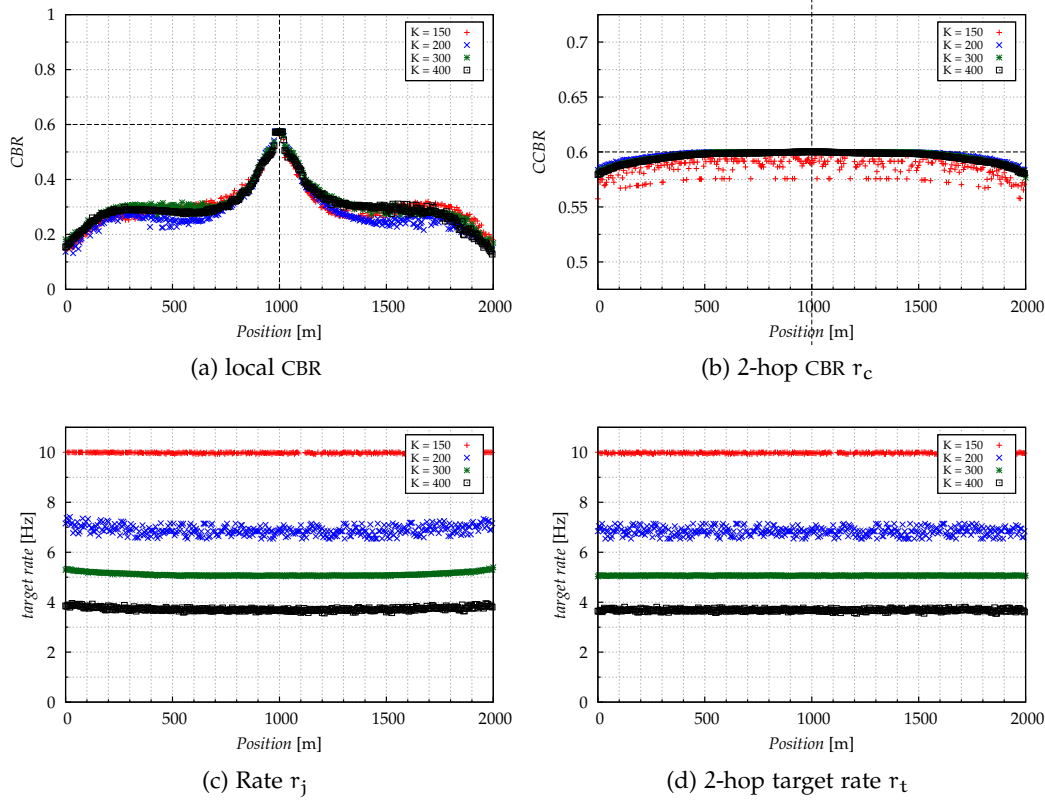 1
0.8
0.6
0.4
0.2
0
CBR
0 500 1000 1500 2000
Position [m]
K = 150
K = 200
K = 300
K = 400
(a) local CBR
0.7
0.65
0.6
0.55
0.5
CCBR
0 500 1000 1500 2000
Position [m]
K = 150
K = 200
K = 300
K = 400
(b) 2-hop CBR rc
10
8
6
4
2
0
target rate [Hz]
0 500 1000 1500 2000
Position [m]
K = 150
K = 200
K = 300
K = 400
(c) Rate rj
10
8
6
4
2
0
target rate [Hz]
0 500 1000 1500 2000
Position [m]
K = 150
K = 200
K = 300
K = 400
(d) 2-hop target rate rt